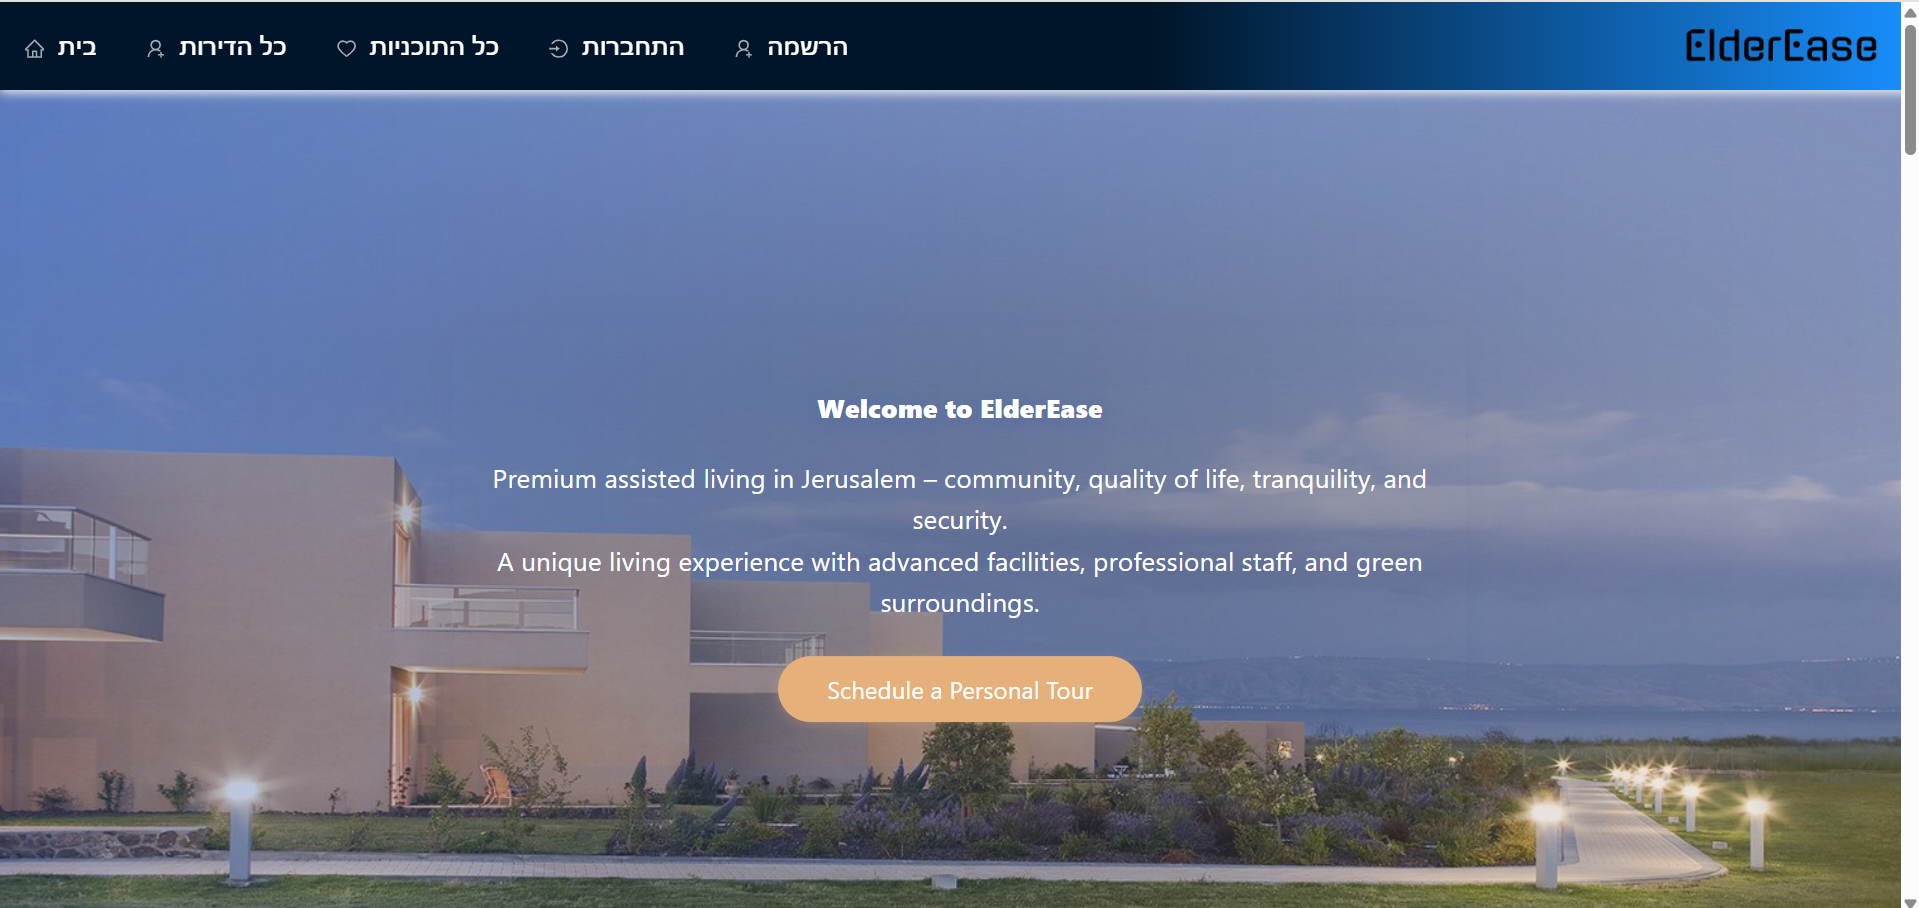 בית
כל הדירות
כל התוכניות
התחברות
הרשמה
ElderEase
Welcome to ElderEase
Premium assisted living in Jerusalem – community, quality of life, tranquility, and
security.
A unique living experience with advanced facilities, professional staff, and green
surroundings.
Schedule a Personal Tour